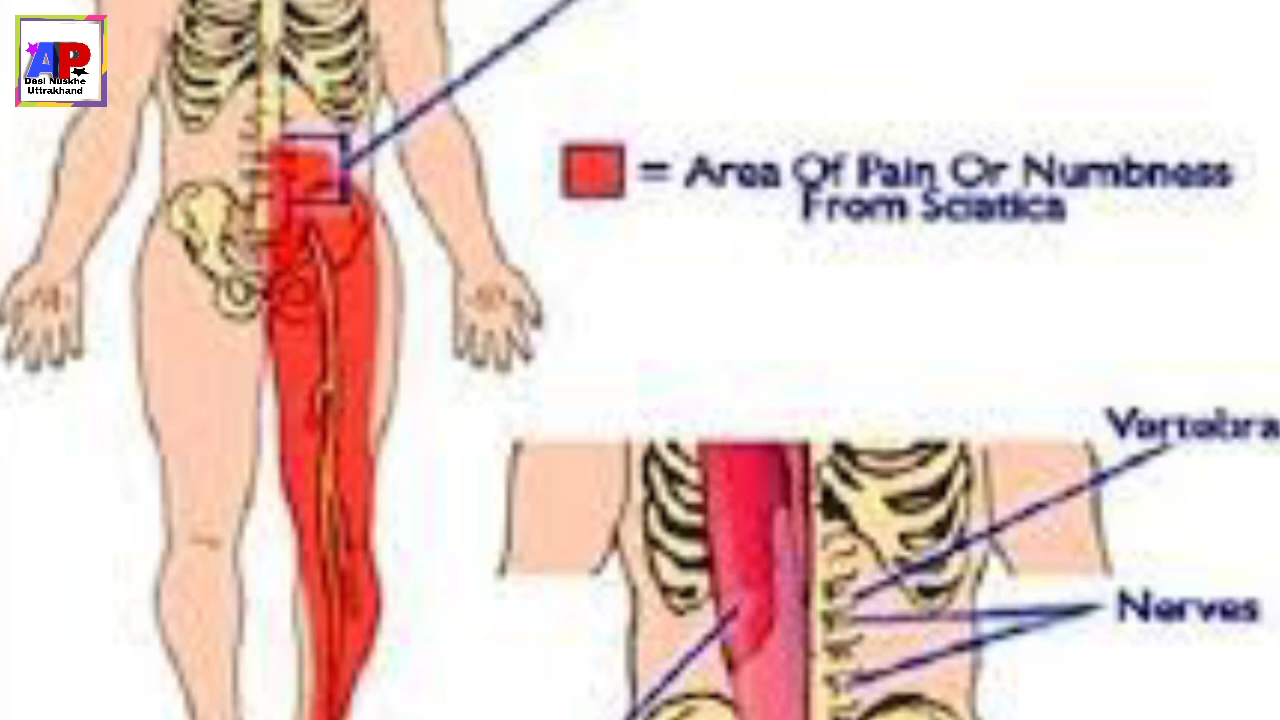 AP
Desi Nuskhe
Uttrakhand
= Area Of Pain Or Numbness
From Sciatica
Vertebra
Nerves